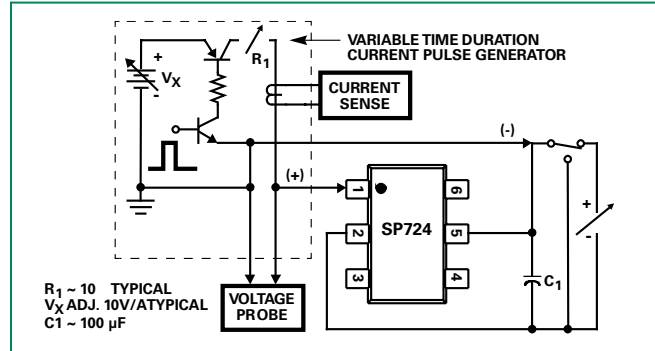 VARIABLE TIME DURATION
CURRENT PULSE GENERATOR
+
R1
VX
-
CURRENT
SENSE
(-)
(+)
1
6
+
2
SP724
5
-
3
4
C1
R1 ~ 10 TYPICAL
VX ADJ. 10V/ATYPICAL
C1 ~ 100 µF
VOLTAGE
PROBE